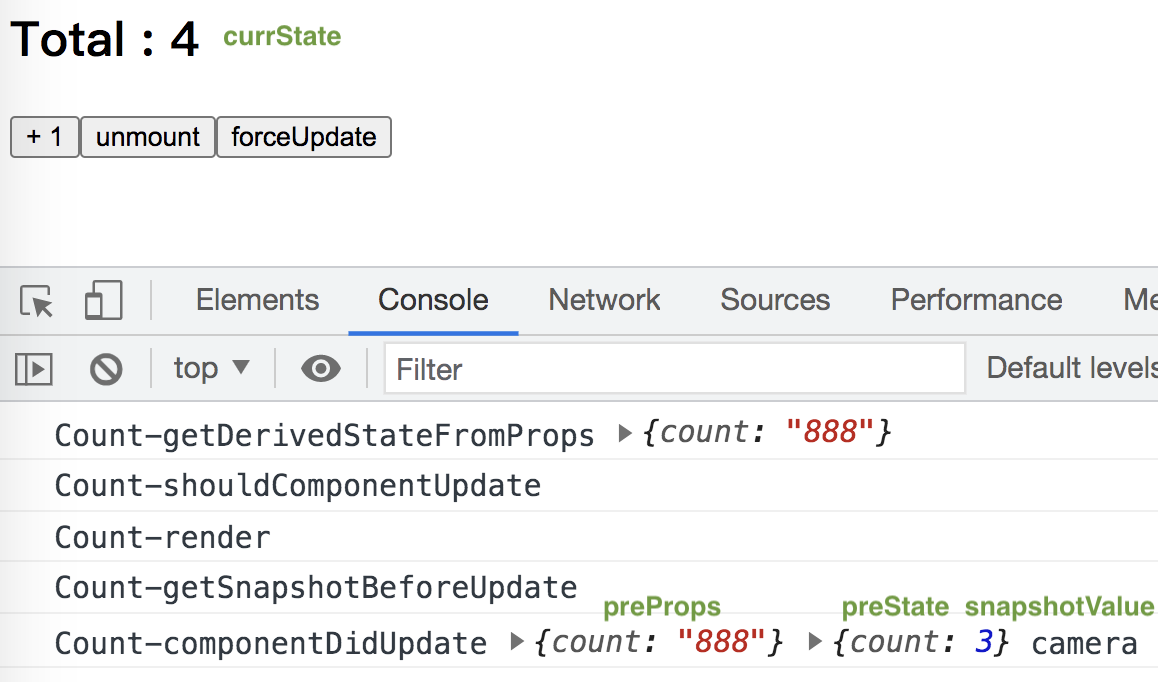 Total : 4 currState
+ 1 unmount forceUpdate
Elements Console Network Sources Performance Me
top ▼ Filter Default levels
Count-getDerivedStateFromProps ▶{count: "888"}
Count-shouldComponentUpdate
Count-render
Count-getSnapshotBeforeUpdate
preProps preState snapshotValue
Count-componentDidUpdate ▶{count: "888"} ▶{count: 3} camera